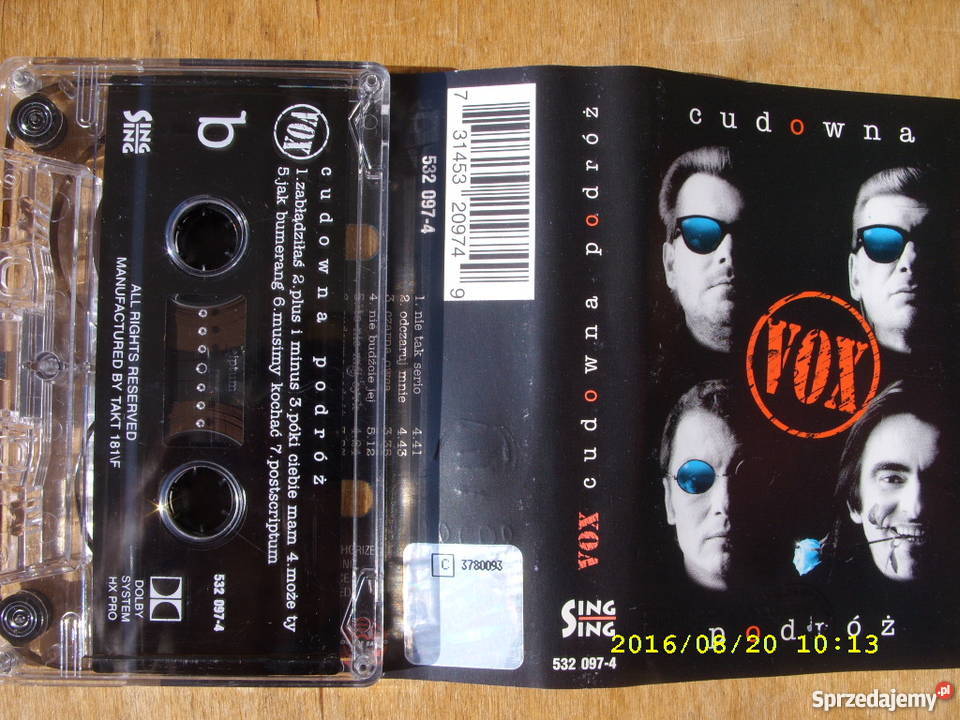 SING
SING
b
VOX
cudowna podróż
1.zabłądziłaś 2.plus i minus 3.póki ciebie mam 4.może ty
5.jak bumerang 6.musimy kochać 7.postscriptum
ALL RIGHTS RESERVED
MANUFACTURED BY TAKT 181\F
532 097-4
DOLBY
SYSTEM
HX PRO
1. nie tak serio 4.41
2. odczaruj mnie 4.43
4. nie budźcie jej 5.12
532 097-4
7 31453 20974 9
C 3780093
VOX cudowna podróż
SING
SING
532 097-4
cudowna
VOX
podróż
2016/08/20 10:13
Sprzedajemy.pl